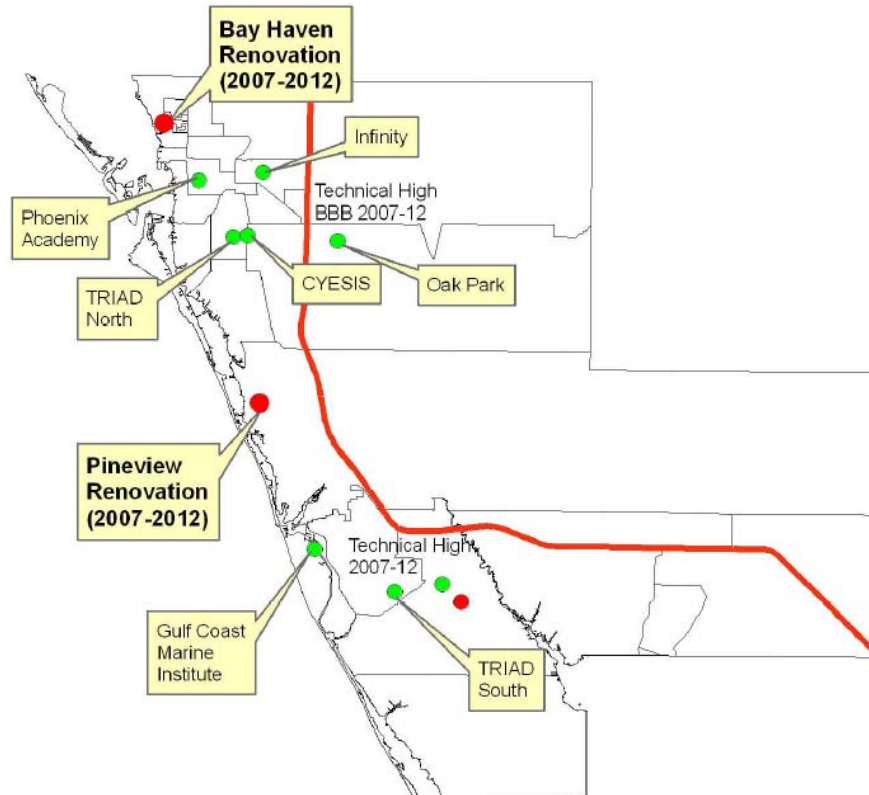 Bay Haven
Renovation
(2007-2012)
Infinity
Technical High
BBB 2007-12
Phoenix
Academy
TRIAD
North
CYESIS
Oak Park
Pineview
Renovation
(2007-2012)
Technical High
2007-12
Gulf Coast
Marine
Institute
TRIAD
South